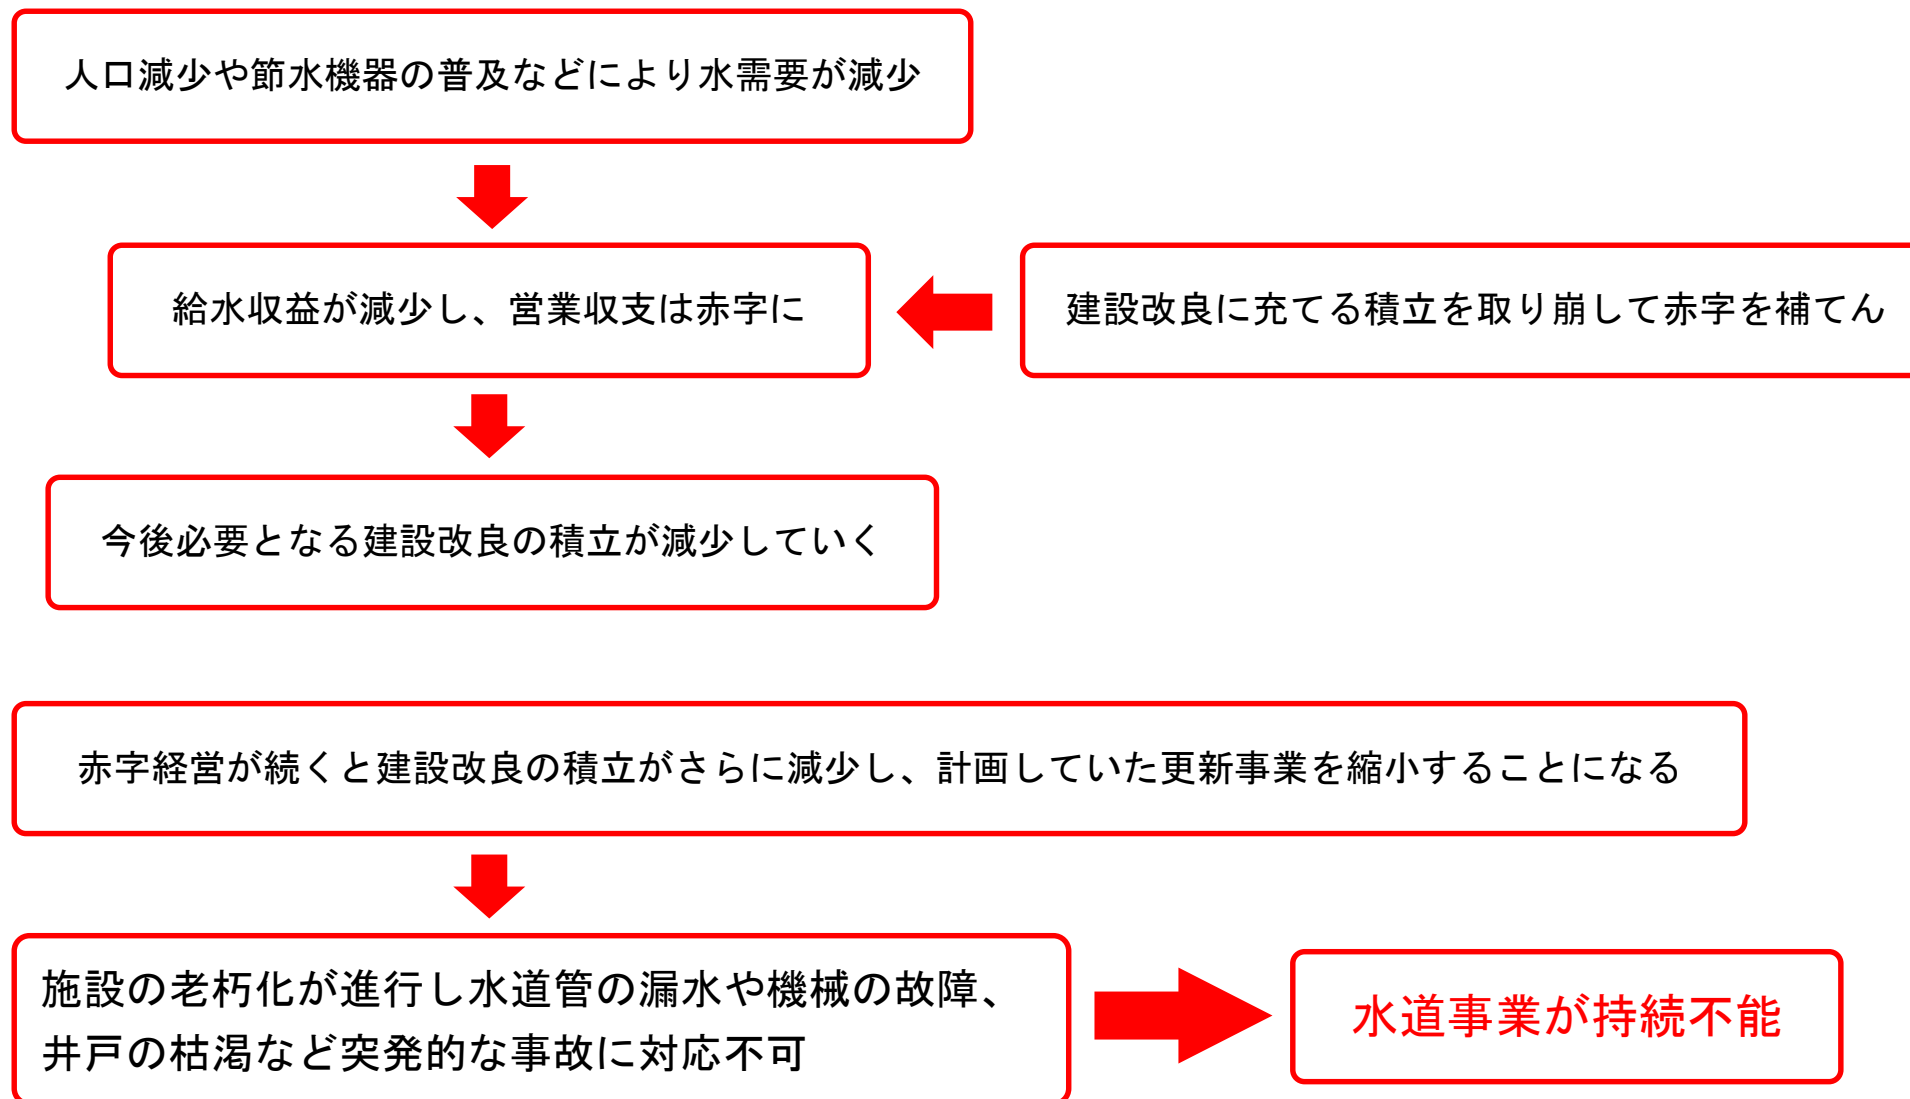 人口減少や節水機器の普及などにより水需要が減少
給水収益が減少し、営業収支は赤字に
建設改良に充てる積立を取り崩して赤字を補てん
今後必要となる建設改良の積立が減少していく
赤字経営が続くと建設改良の積立がさらに減少し、計画していた更新事業を縮小することになる
施設の老朽化が進行し水道管の漏水や機械の故障、
井戸の枯渇など突発的な事故に対応不可
水道事業が持続不能